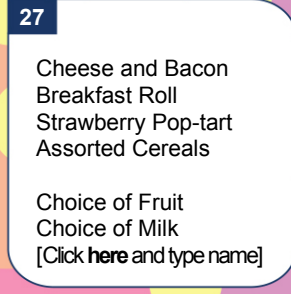 27
Cheese and Bacon
Breakfast Roll
Strawberry Pop-tart
Assorted Cereals
Choice of Fruit
Choice of Milk
[Click here and type name]